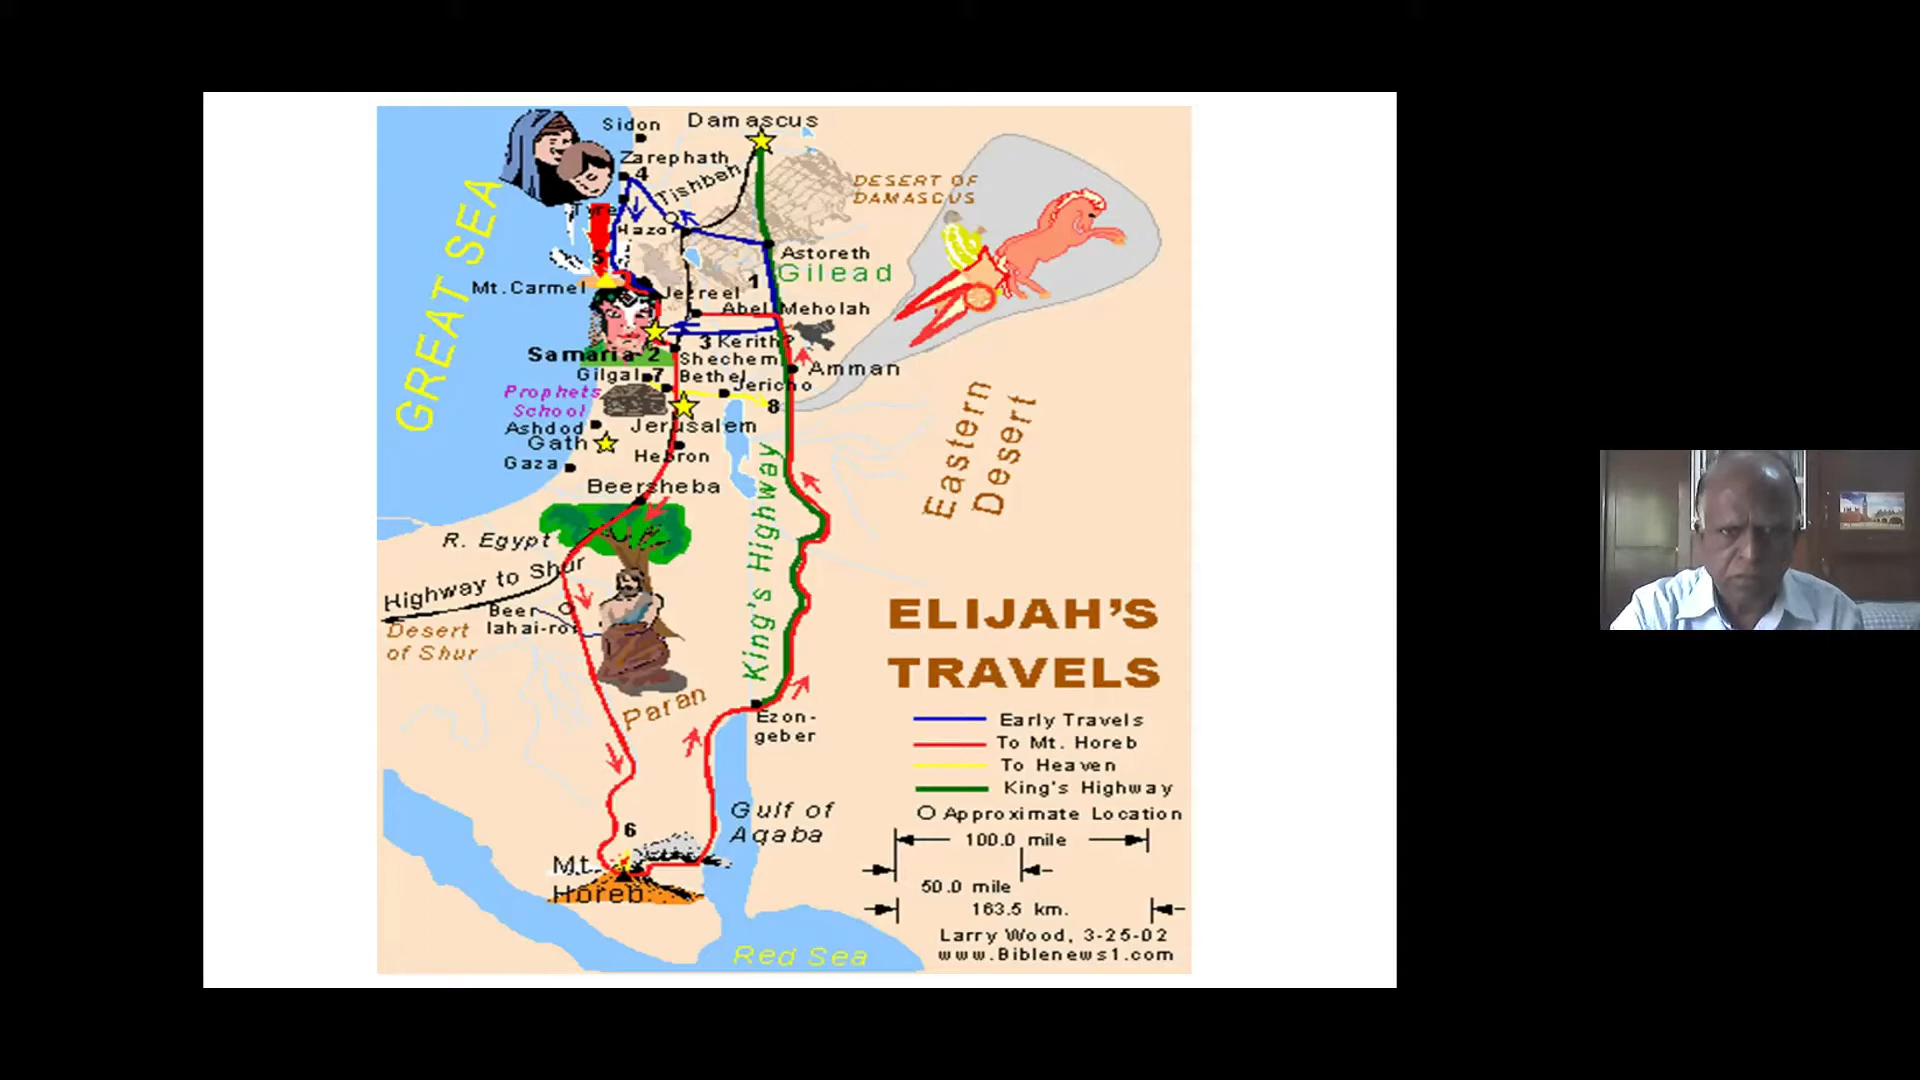 Sidon
Damascus
Zarephath
4
Tishbah
DESERT OF
DAMASCUS
Tyre
Hazor
GREAT SEA
5
Astoreth
Gilead
1
Mt. Carmel
Jezreel
Abel Meholah
3 Kerith?
Samaria 2
Shechem
Amman
Gilgal 7 Bethel
Jericho
8
Prophets
School
Ashdod
Jerusalem
Gath
Hebron
Gaza
Beersheba
Eastern
Desert
King's Highway
R. Egypt
Highway to Shur
Beer
lahai-roi
Desert
of Shur
Paran
ELIJAH'S
TRAVELS
Ezon-
geber
Early Travels
To Mt. Horeb
To Heaven
King's Highway
Approximate Location
Gulf of
Aqaba
6
Mt.
Horeb
100.0 mile
50.0 mile
163.5 km.
Larry Wood, 3-25-02
www.Biblenews1.com
Red Sea